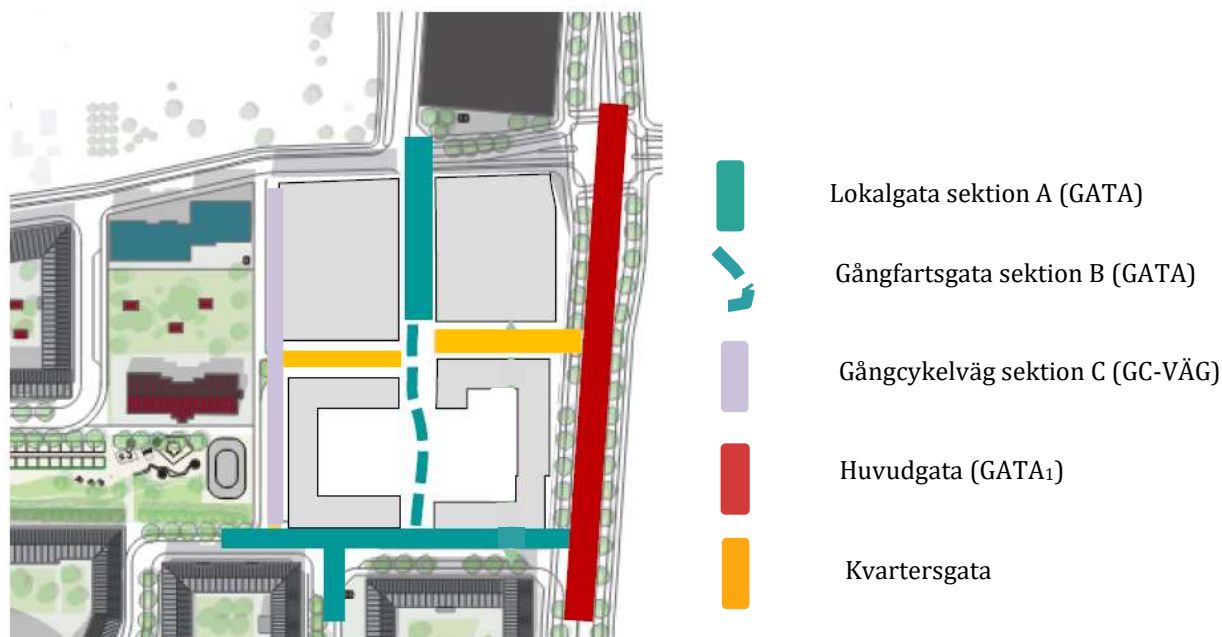 Lokalgata sektion A (GATA)
Gångfartsgata sektion B (GATA)
Gångcykelväg sektion C (GC-VÄG)
Huvudgata (GATA1)
Kvartersgata